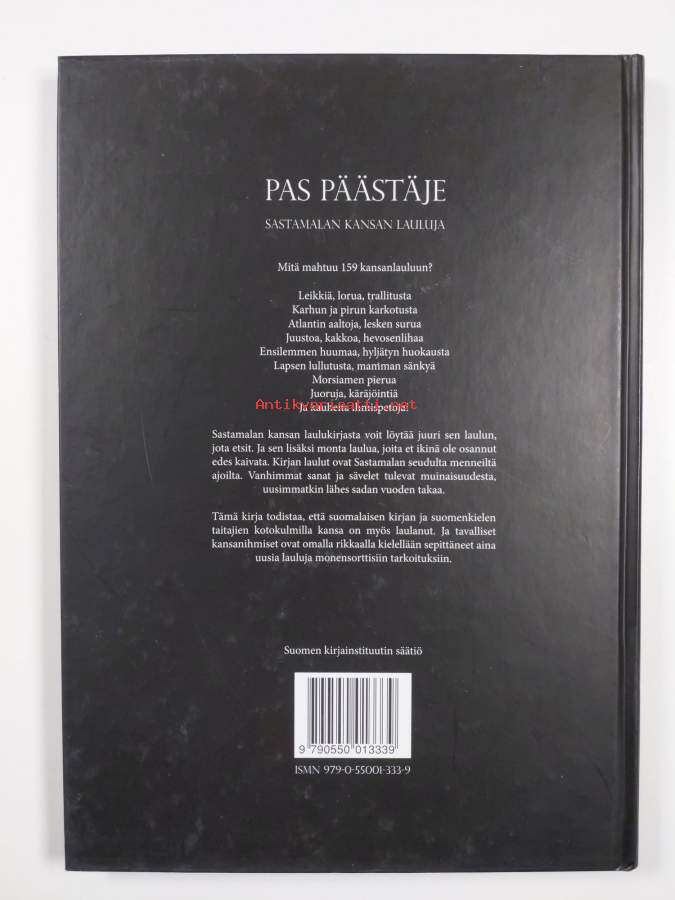 PAS PÄÄSTÄJE
SASTAMALAN KANSAN LAULUJA
Mitä mahtuu 159 kansanlauluun?
Leikkiä, lorua, trallitusta
Karhun ja pirun karkotusta
Atlantin aaltoja, lesken surua
Juustoa, kakkoa, hevosenlihaa
Ensilemmen huumaa, hyljätyn huokausta
Lapsen lullutusta, mamman sänkyä
Morsiamen pierua
Juoruja, käräjöintiä
Antikvariaatti.net
Ja kauheita ihmispetoja!
Sastamalan kansan laulukirjasta voit löytää juuri sen laulun,
jota etsit. Ja sen lisäksi monta laulua, joita et ikinä ole osannut
edes kaivata. Kirjan laulut ovat Sastamalan seudulta menneiltä
ajoilta. Vanhimmat sanat ja sävelet tulevat muinaisuudesta,
uusimmatkin lähes sadan vuoden takaa.
Tämä kirja todistaa, että suomalaisen kirjan ja suomenkielen
taitajien kotokulmilla kansa on myös laulanut. Ja tavalliset
kansanihmiset ovat omalla rikkaalla kielellään sepittäneet aina
uusia lauluja monensorttisiin tarkoituksiin.
Suomen kirjainstituutin säätiö
9 790550 013339
ISMN 979-0-55001-333-9